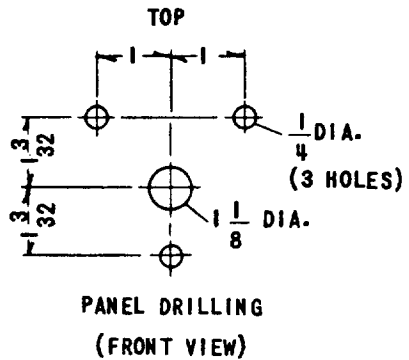 TOP
1 1
1 3/32
1/4 DIA.
(3 HOLES)
1 3/32
1 1/8 DIA.
PANEL DRILLING
(FRONT VIEW)